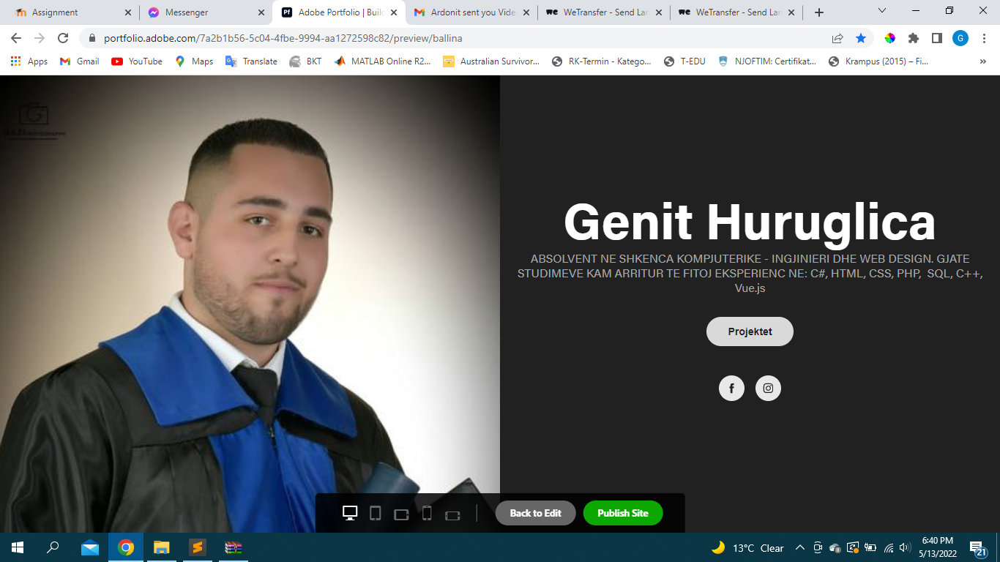 Assignment
Messenger
Adobe Portfolio | Buil
Ardonit sent you Vide
WeTransfer - Send Lar
WeTransfer - Send Lar
portfolio.adobe.com/7a2b1b56-5c04-4fbe-9994-aa1272598c82/preview/ballina
G
Apps
Gmail
YouTube
Maps
Translate
BKT
MATLAB Online R2...
Australian Survivor...
RK-Termin - Katego...
T-EDU
NJOFTIM: Certifikat...
Krampus (2015) – Fi...
»
Genit Huruglica
ABSOLVENT NE SHKENCA KOMPJUTERIKE - INGJINIERI DHE WEB DESIGN. GJATE
STUDIMEVE KAM ARRITUR TE FITOJ EKSPERIENC NE: C#, HTML, CSS, PHP,  SQL, C++,
Vue.js
Projektet
Back to Edit
Publish Site
13°C Clear
6:40 PM
5/13/2022
21